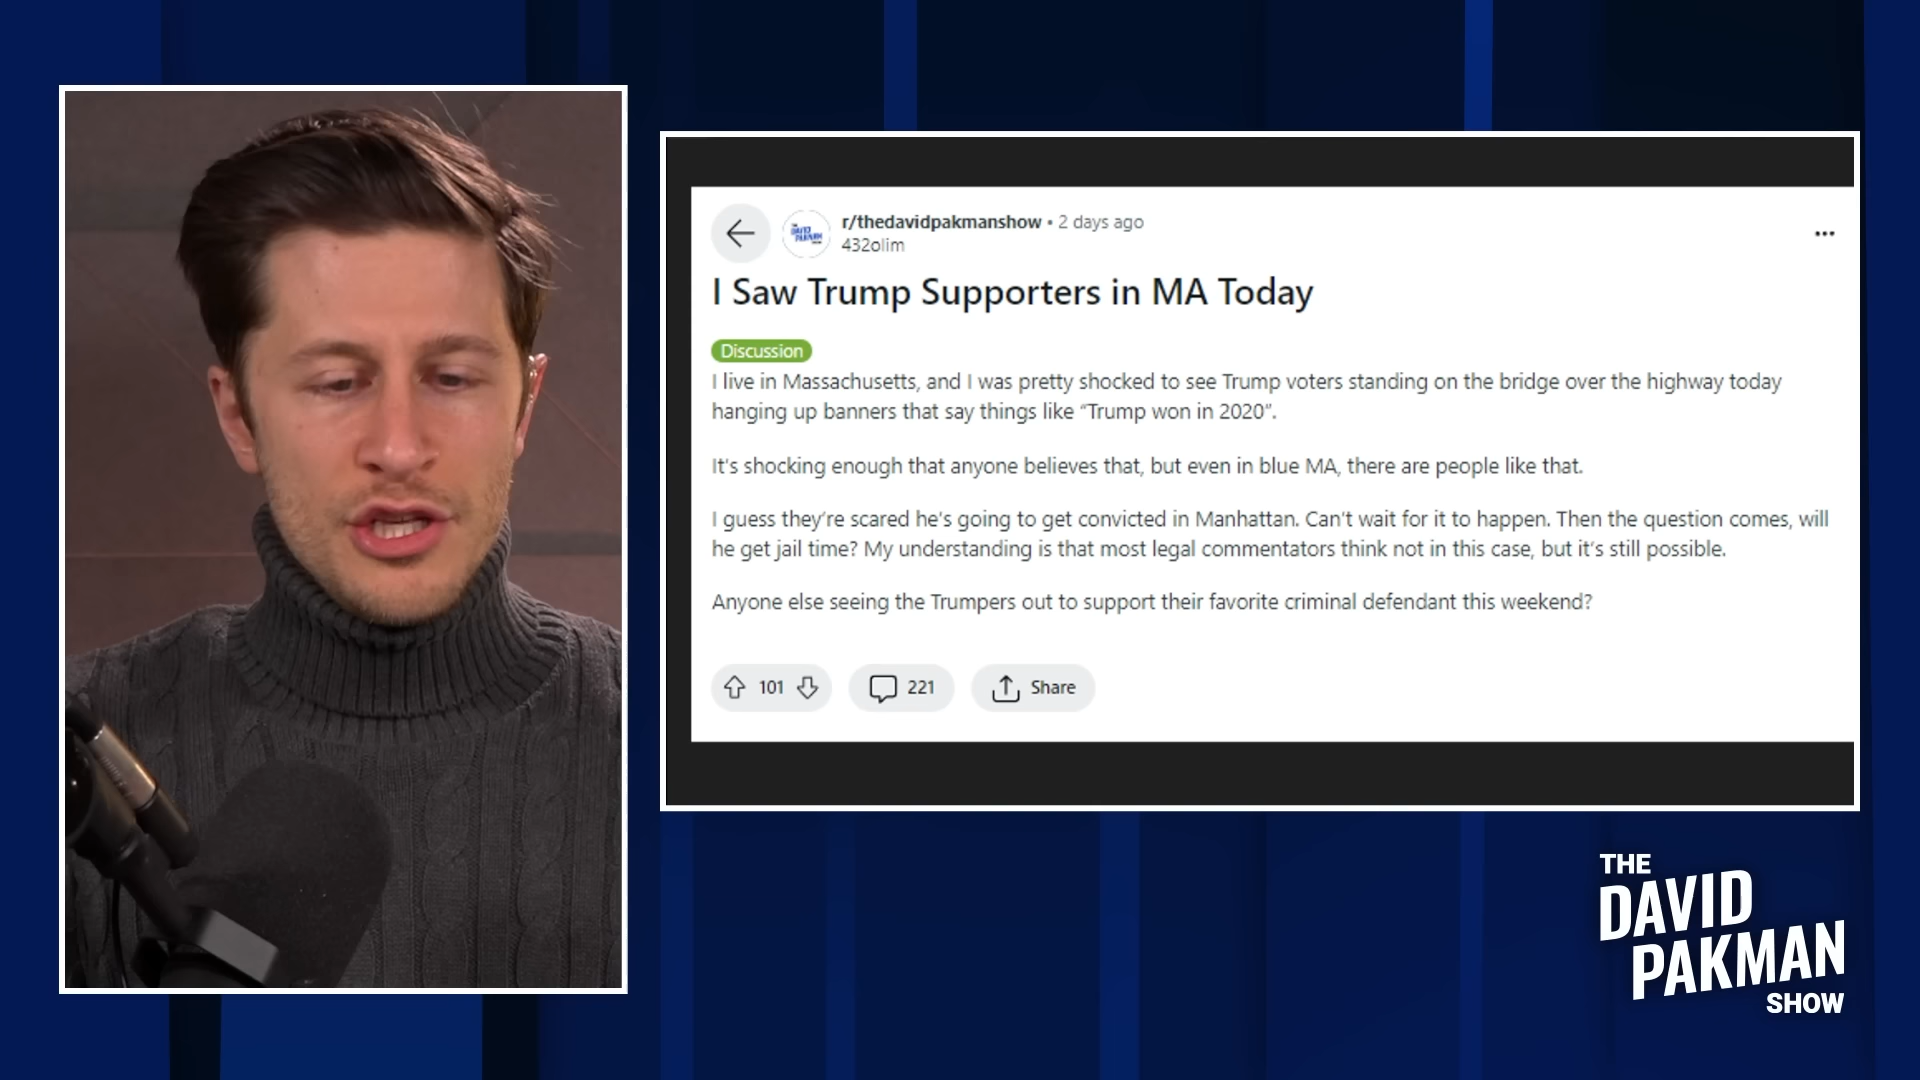 r/thedavidpakmanshow • 2 days ago
432olim
I Saw Trump Supporters in MA Today
Discussion
I live in Massachusetts, and I was pretty shocked to see Trump voters standing on the bridge over the highway today
hanging up banners that say things like “Trump won in 2020”.
It's shocking enough that anyone believes that, but even in blue MA, there are people like that.
I guess they’re scared he’s going to get convicted in Manhattan. Can’t wait for it to happen. Then the question comes, will
he get jail time? My understanding is that most legal commentators think not in this case, but it’s still possible.
Anyone else seeing the Trumpers out to support their favorite criminal defendant this weekend?
101
221
Share
THE
DAVID
PAKMAN
SHOW